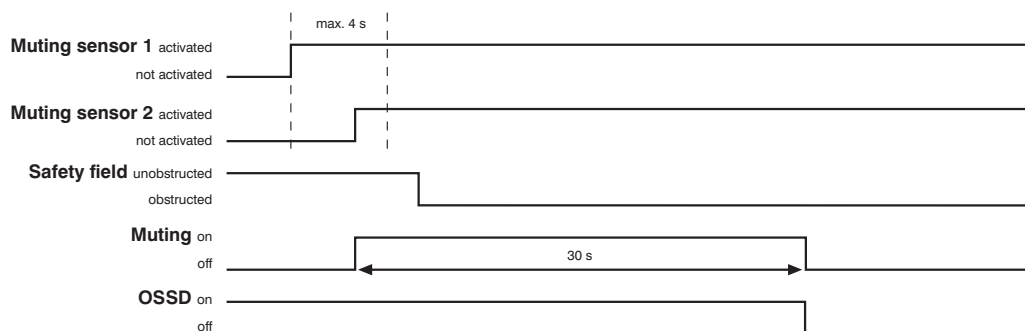 max. 4 s
Muting sensor 1 activated
not activated
Muting sensor 2 activated
not activated
Safety field unobstructed
obstructed
Muting on
off
30 s
OSSD on
off